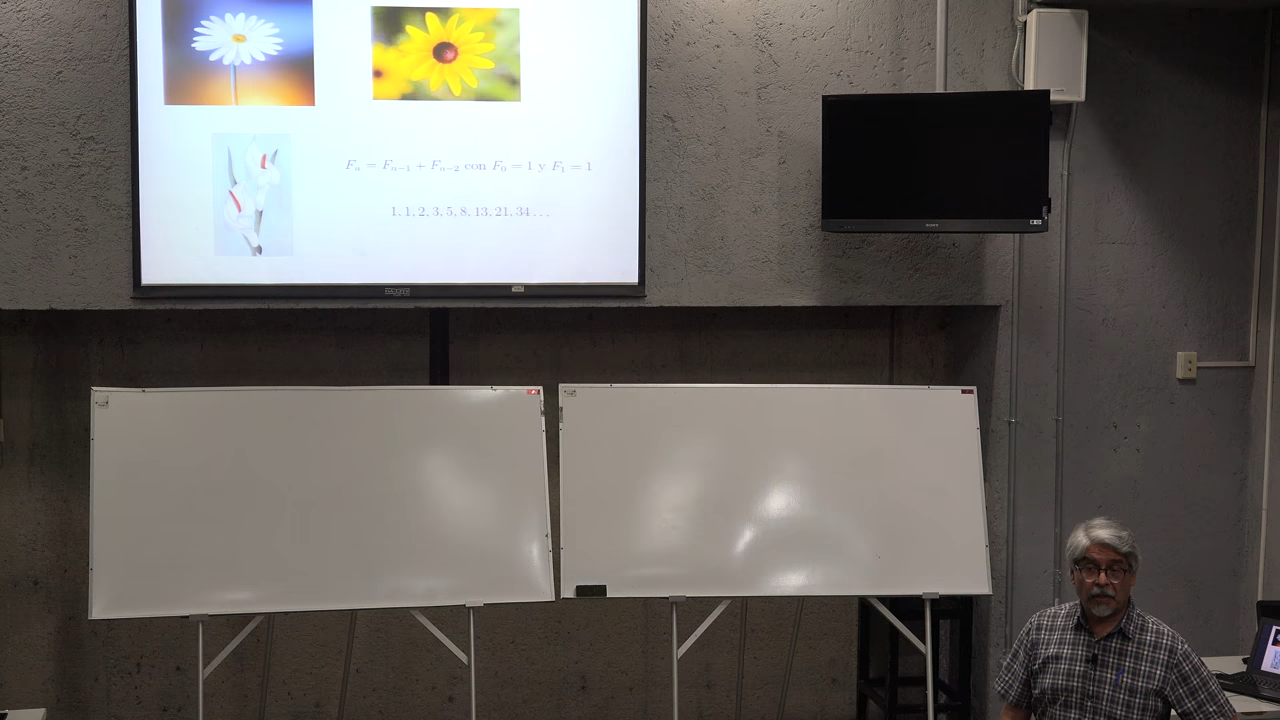 Fₙ = Fₙ₋₁ + Fₙ₋₂ con F₀ = 1 y F₁ = 1
1, 1, 2, 3, 5, 8, 13, 21, 34 . . .
SONY